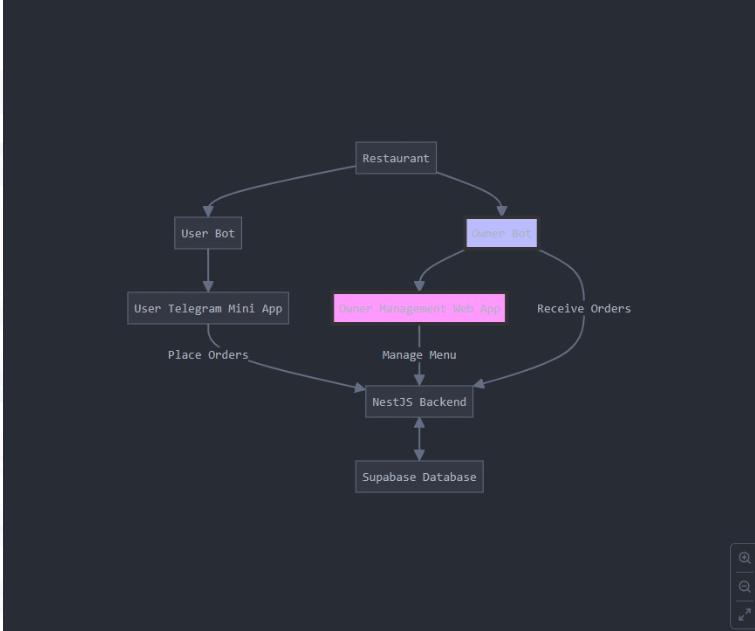 Restaurant
User Bot
Owner Bot
User Telegram Mini App
Owner Management Web App
Receive Orders
Place Orders
Manage Menu
NestJS Backend
Supabase Database